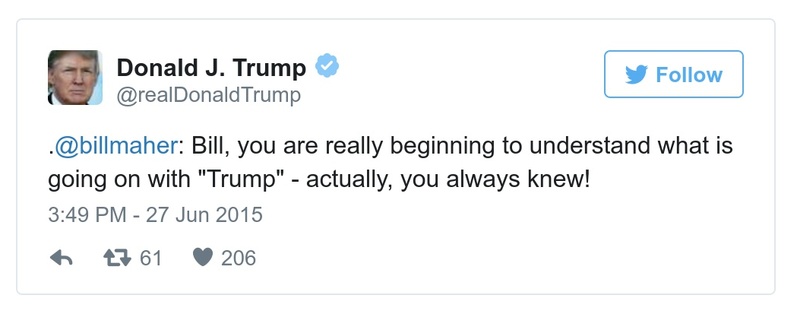 Donald J. Trump
@realDonaldTrump
Follow
.@billmaher: Bill, you are really beginning to understand what is
going on with "Trump" - actually, you always knew!
3:49 PM - 27 Jun 2015
61 206